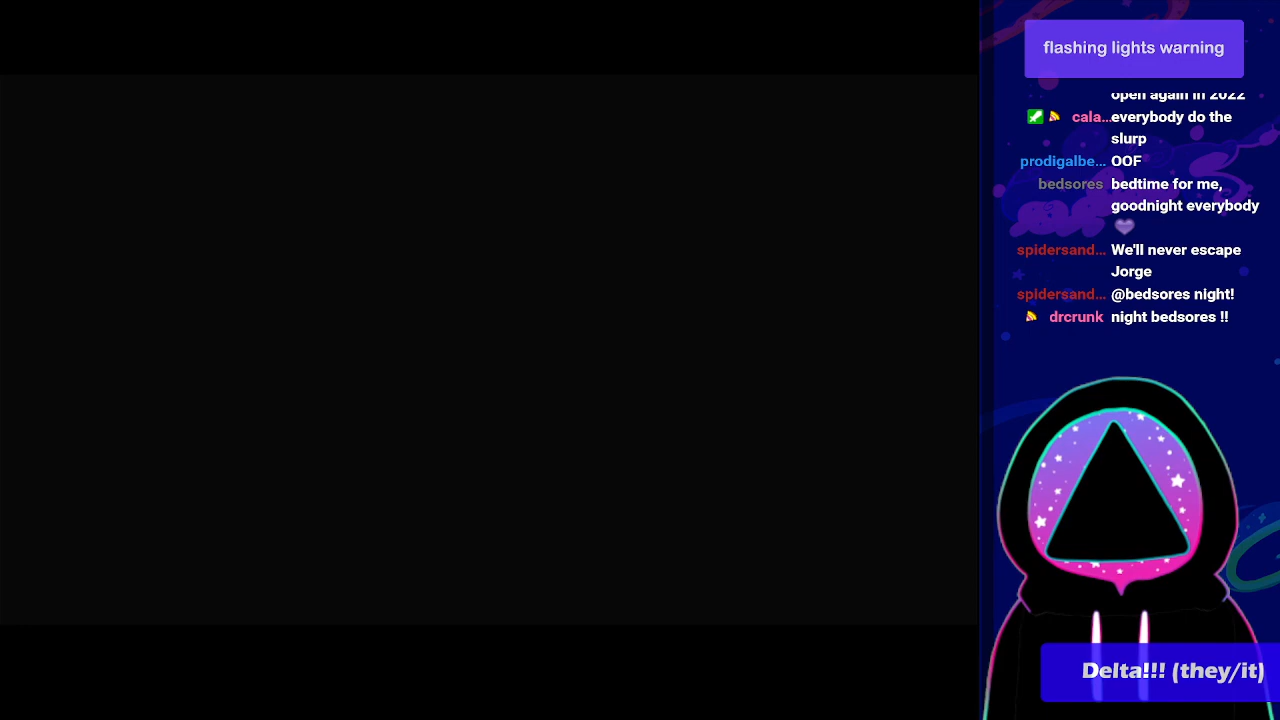 flashing lights warning
open again in 2022
cala... everybody do the
slurp
prodigalbe... OOF
bedsores bedtime for me,
goodnight everybody
spidersand... We'll never escape
Jorge
spidersand... @bedsores night!
drcrunk night bedsores !!
Delta!!! (they/it)